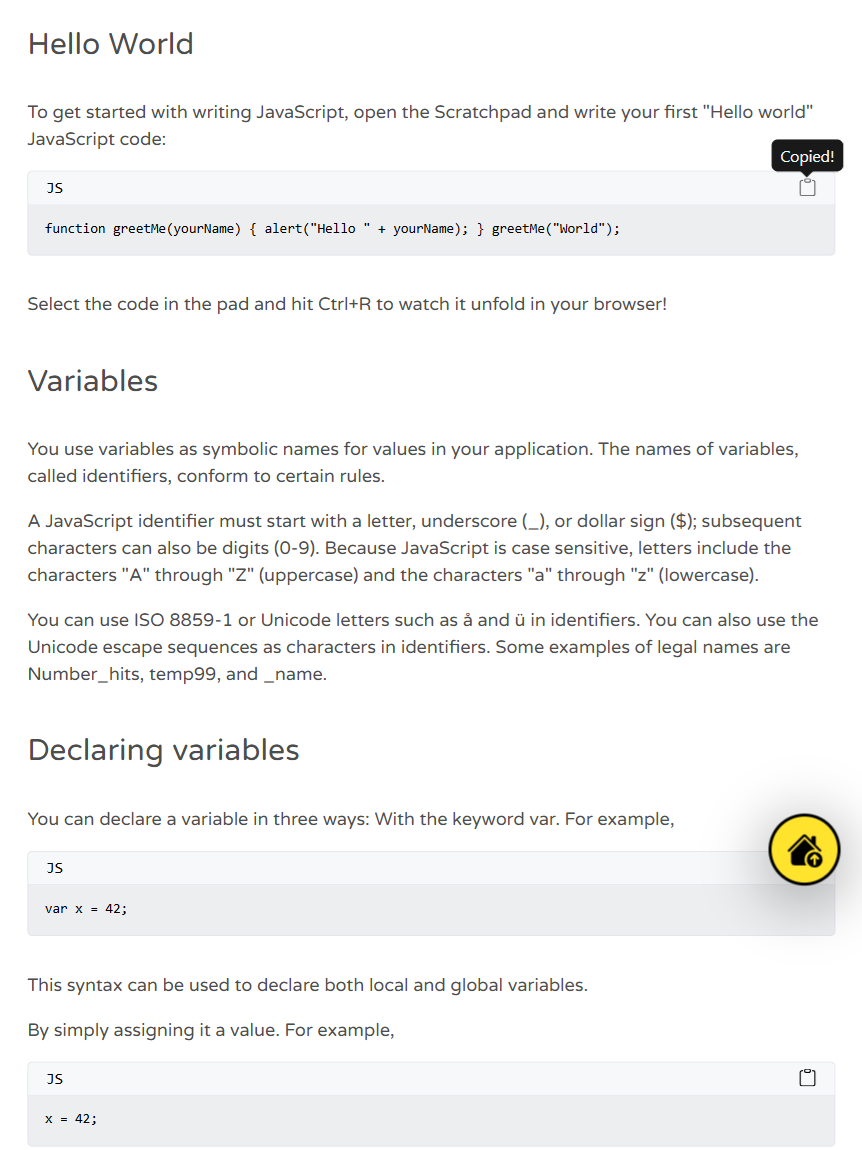 Hello World
To get started with writing JavaScript, open the Scratchpad and write your first "Hello world"
JavaScript code:
Copied!
JS
function greetMe(yourName) { alert("Hello " + yourName); } greetMe("World");
Select the code in the pad and hit Ctrl+R to watch it unfold in your browser!
Variables
You use variables as symbolic names for values in your application. The names of variables,
called identifiers, conform to certain rules.
A JavaScript identifier must start with a letter, underscore (_), or dollar sign ($); subsequent
characters can also be digits (0-9). Because JavaScript is case sensitive, letters include the
characters "A" through "Z" (uppercase) and the characters "a" through "z" (lowercase).
You can use ISO 8859-1 or Unicode letters such as å and ü in identifiers. You can also use the
Unicode escape sequences as characters in identifiers. Some examples of legal names are
Number_hits, temp99, and _name.
Declaring variables
You can declare a variable in three ways: With the keyword var. For example,
JS
var x = 42;
This syntax can be used to declare both local and global variables.
By simply assigning it a value. For example,
JS
x = 42;